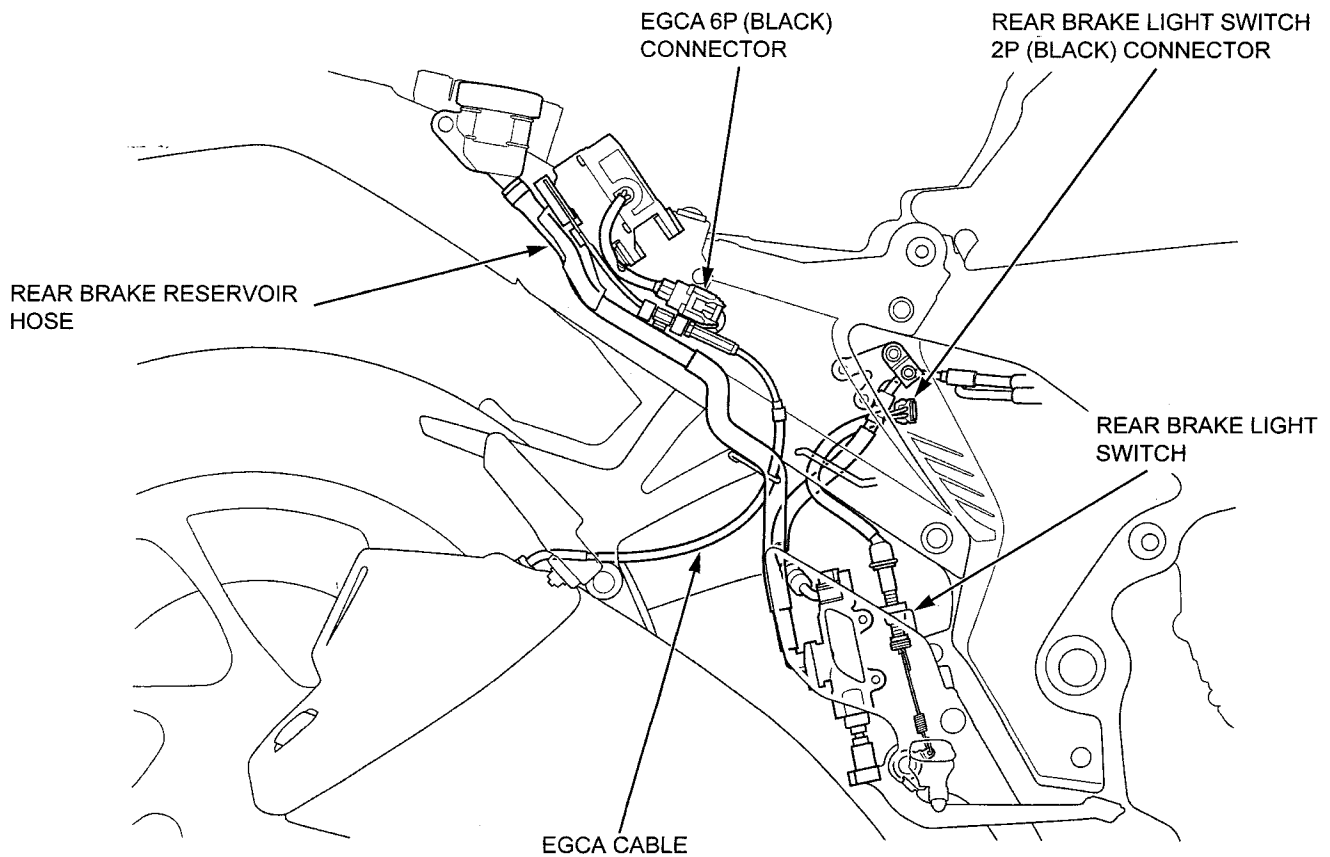 EGCA 6P (BLACK)
CONNECTOR
REAR BRAKE LIGHT SWITCH
2P (BLACK) CONNECTOR
REAR BRAKE RESERVOIR
HOSE
REAR BRAKE LIGHT
SWITCH
EGCA CABLE